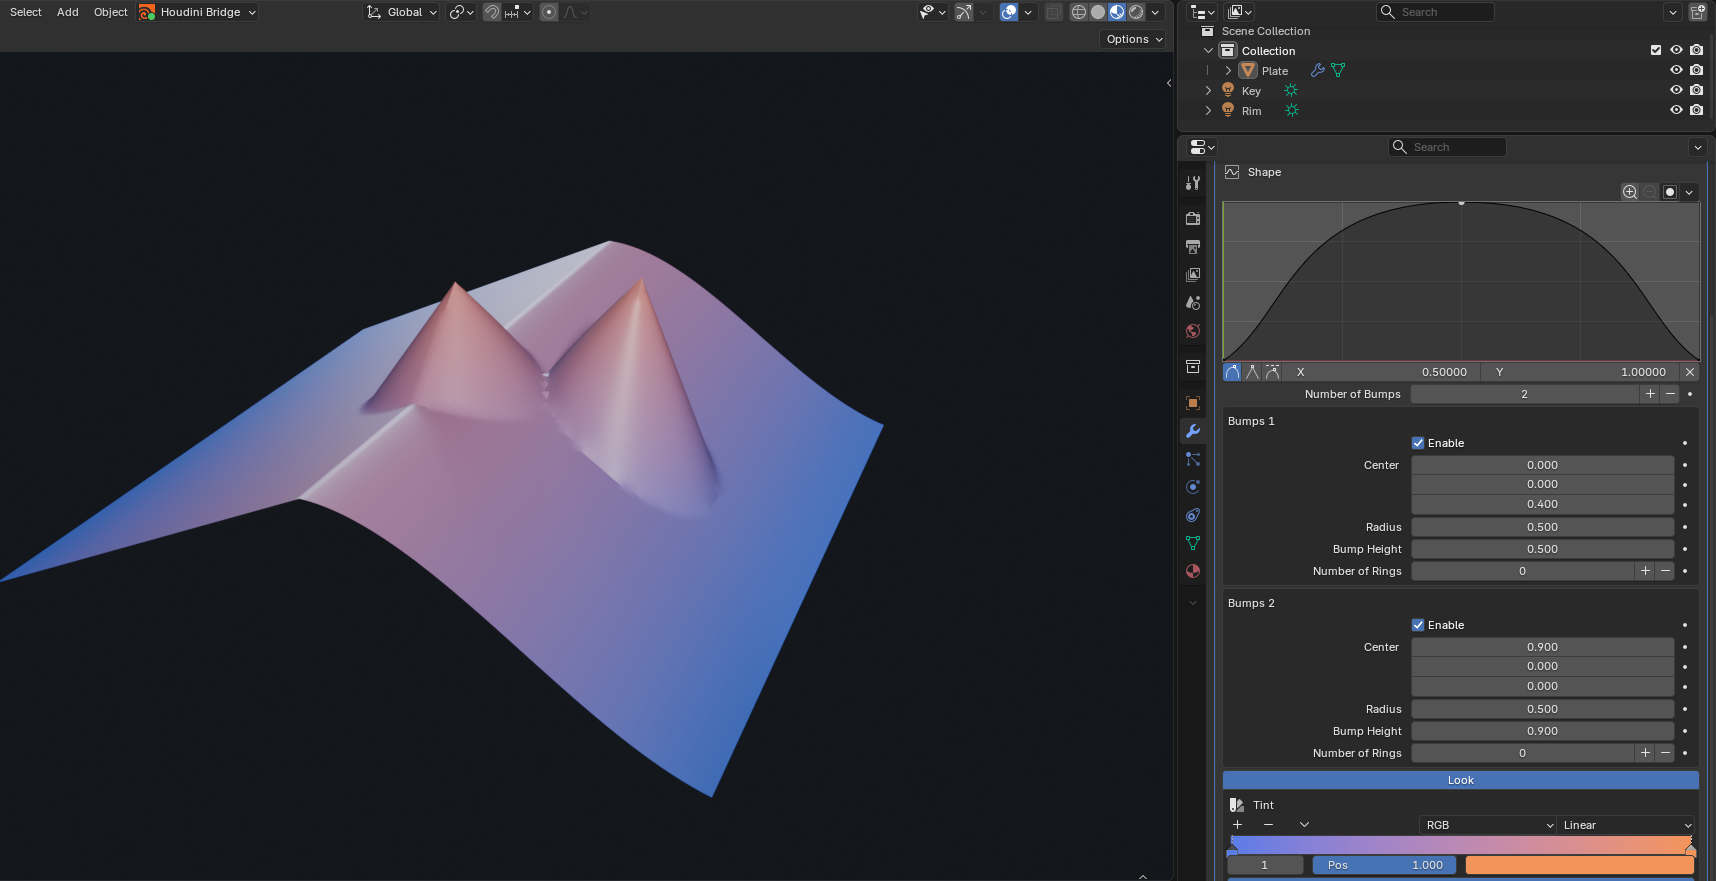 Select Add Object Houdini Bridge Global
Options
Search
Scene Collection
Collection
Plate
Key
Rim
Search
Shape
X 0.50000 Y 1.00000
Number of Bumps 2
Bumps 1
Enable
Center 0.000
0.000
0.400
Radius 0.500
Bump Height 0.500
Number of Rings 0
Bumps 2
Enable
Center 0.900
0.000
0.000
Radius 0.500
Bump Height 0.900
Number of Rings 0
Look
Tint
RGB Linear
1 Pos 1.000